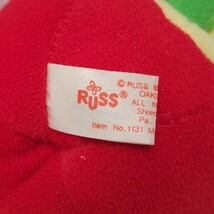 RUSS®
© RUSS B
OAK
ALL N
Shre
Pa.
Item No. 1131 M